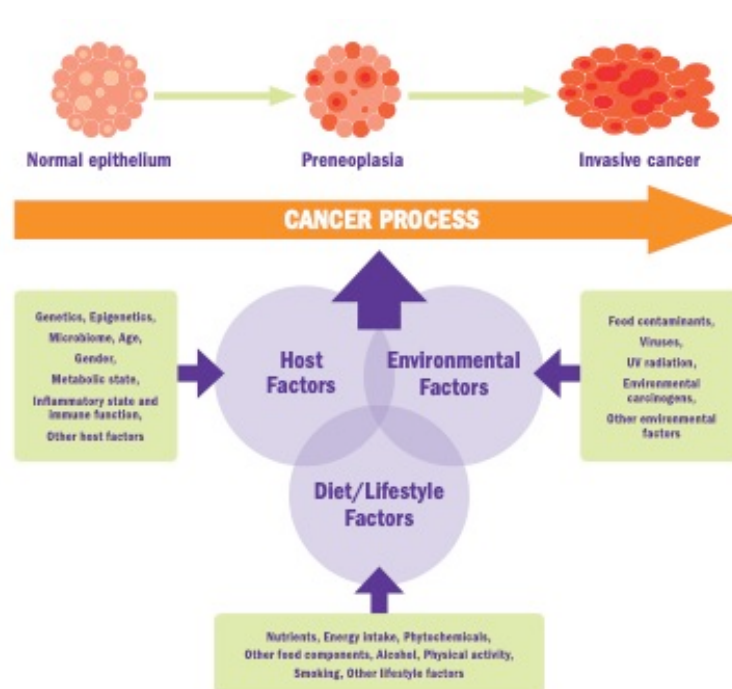 Normal epithelium
Preneoplasia
Invasive cancer
CANCER PROCESS
Genetics, Epigenetics,
Microbiome, Age,
Gender,
Metabolic state,
Inflammatory state and
immune function,
Other host factors
Host
Factors
Environmental
Factors
Food contaminants,
Viruses,
UV radiation,
Environmental
carcinogens,
Other environmental
factors
Diet/Lifestyle
Factors
Nutrients, Energy intake, Phytochemicals,
Other food components, Alcohol, Physical activity,
Smoking, Other lifestyle factors